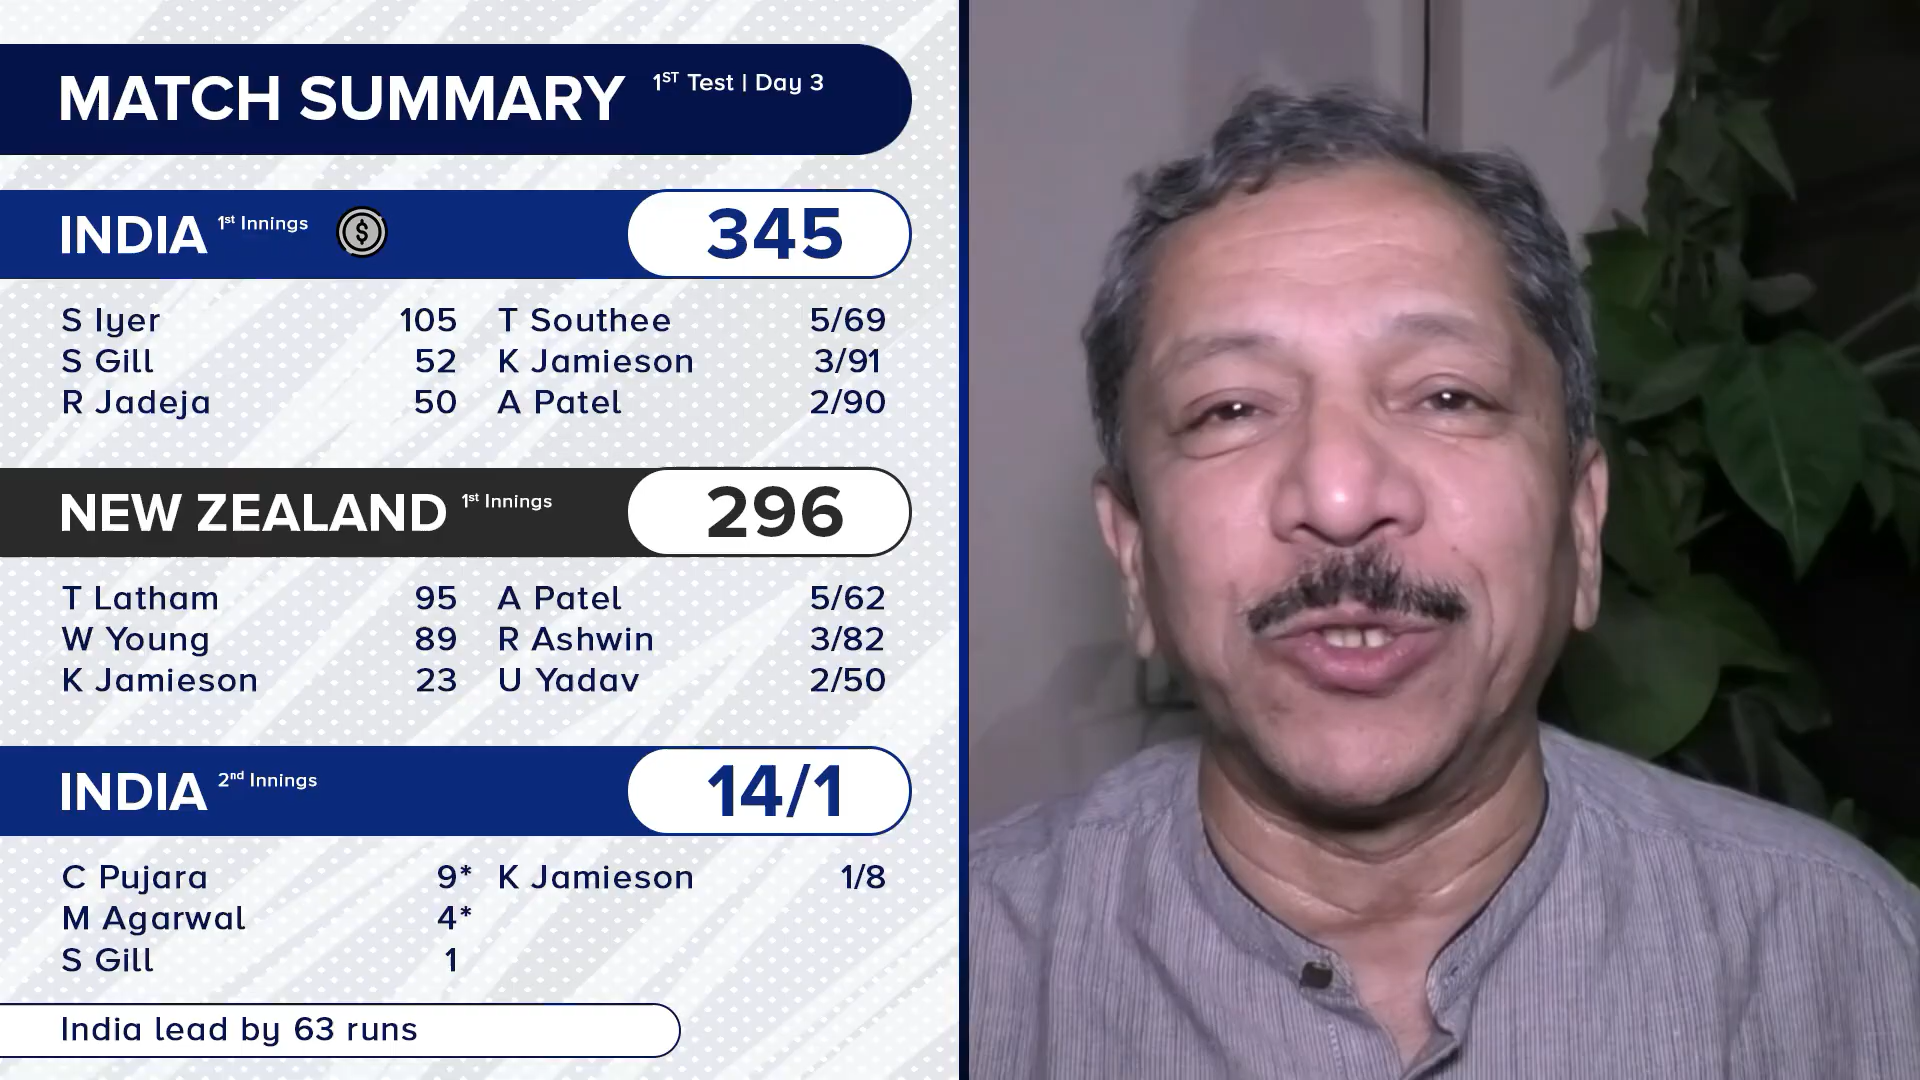 MATCH SUMMARY 1ST Test | Day 3
INDIA 1st Innings $ 345
S Iyer 105 T Southee 5/69
S Gill 52 K Jamieson 3/91
R Jadeja 50 A Patel 2/90
NEW ZEALAND 1st Innings 296
T Latham 95 A Patel 5/62
W Young 89 R Ashwin 3/82
K Jamieson 23 U Yadav 2/50
INDIA 2nd Innings 14/1
C Pujara 9* K Jamieson 1/8
M Agarwal 4*
S Gill 1
India lead by 63 runs